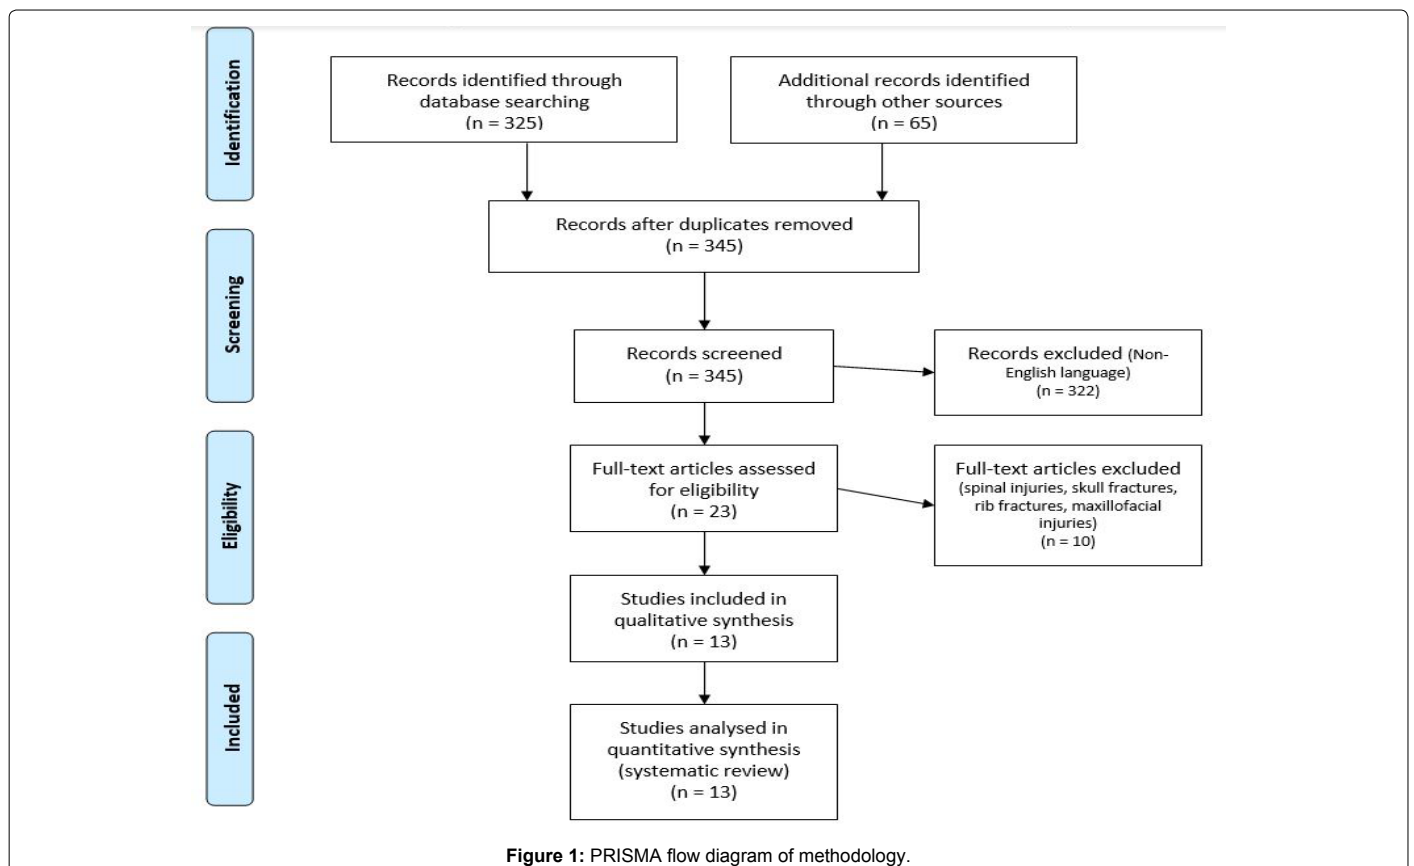 Identification
Records identified through
database searching
(n = 325)
Additional records identified
through other sources
(n = 65)
Records after duplicates removed
(n = 345)
Screening
Records screened
(n = 345)
Records excluded (Non-
English language)
(n = 322)
Eligibility
Full-text articles assessed
for eligibility
(n = 23)
Full-text articles excluded
(spinal injuries, skull fractures,
rib fractures, maxillofacial
injuries)
(n = 10)
Studies included in
qualitative synthesis
(n = 13)
Included
Studies analysed in
quantitative synthesis
(systematic review)
(n = 13)
Figure 1: PRISMA flow diagram of methodology.